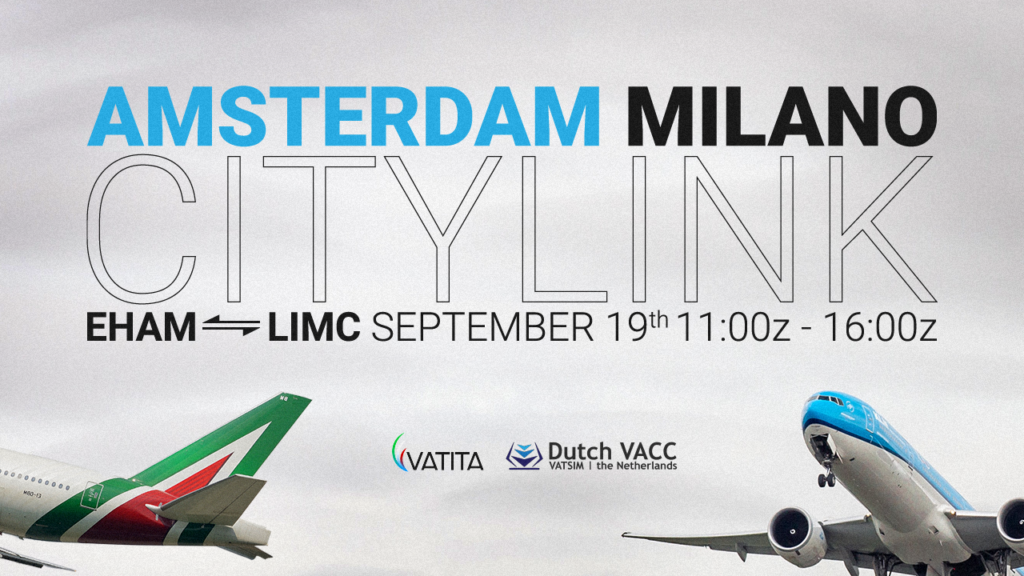 AMSTERDAM MILANO
CITYLINK
EHAM ⇌ LIMC SEPTEMBER 19th 11:00z - 16:00z
VATITA
Dutch VACC
VATSIM | the Netherlands